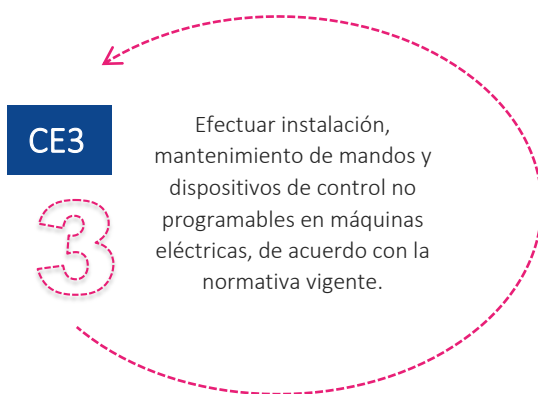 CE3
3
Efectuar instalación,
mantenimiento de mandos y
dispositivos de control no
programables en máquinas
eléctricas, de acuerdo con la
normativa vigente.